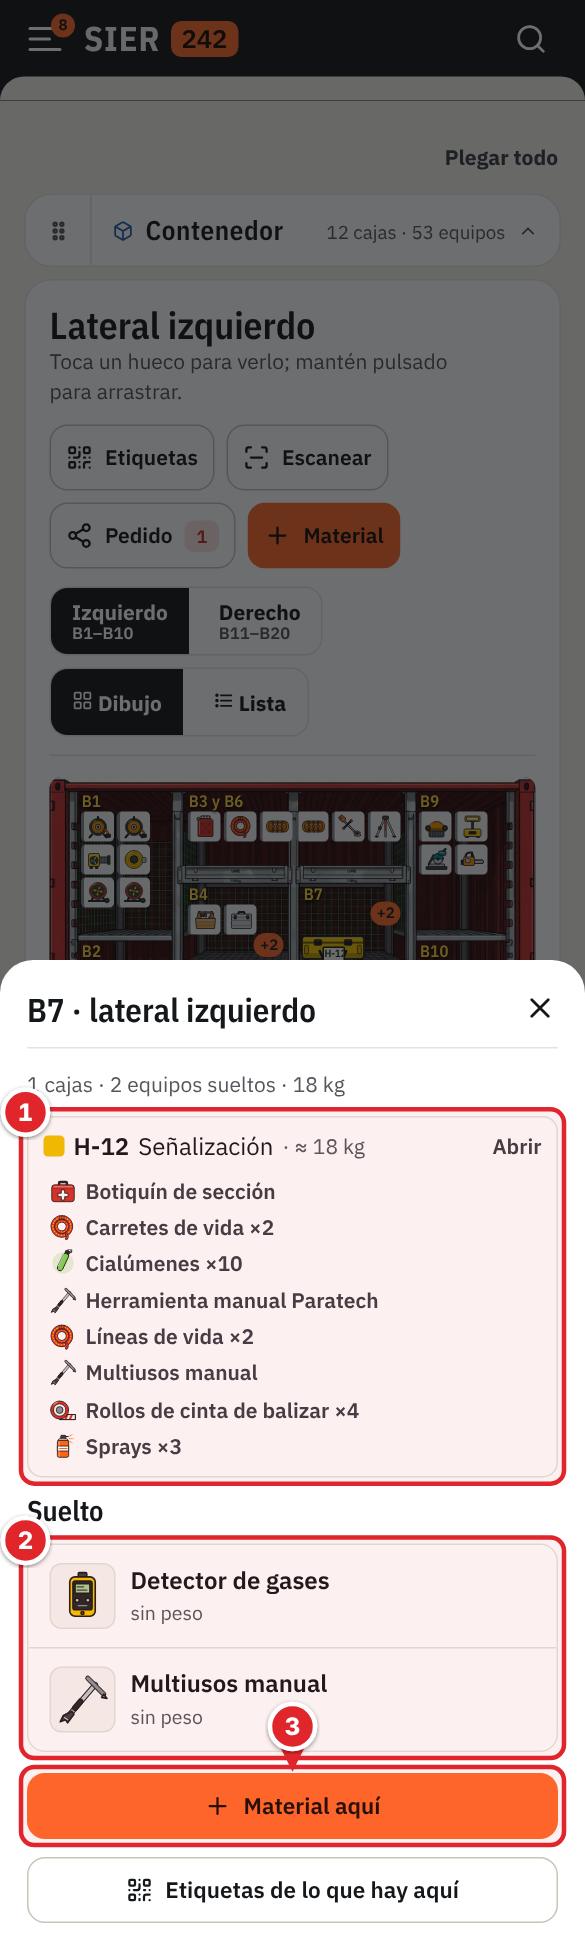 8
SIER 242
Plegar todo
Contenedor 12 cajas · 53 equipos
Lateral izquierdo
Toca un hueco para verlo; mantén pulsado
para arrastrar.
Etiquetas Escanear
Pedido 1 Material
Izquierdo Derecho
B1–B10 B11–B20
Dibujo Lista
B1 B3 y B6 B9
B4 B7
+2
+2
H-12
B2 B10
B7 · lateral izquierdo
1 cajas · 2 equipos sueltos · 18 kg
1
H-12 Señalización · ≈ 18 kg Abrir
Botiquín de sección
Carretes de vida ×2
Cialúmenes ×10
Herramienta manual Paratech
Líneas de vida ×2
Multiusos manual
Rollos de cinta de balizar ×4
Sprays ×3
Suelto
2
Detector de gases
sin peso
Multiusos manual
sin peso
3
Material aquí
Etiquetas de lo que hay aquí